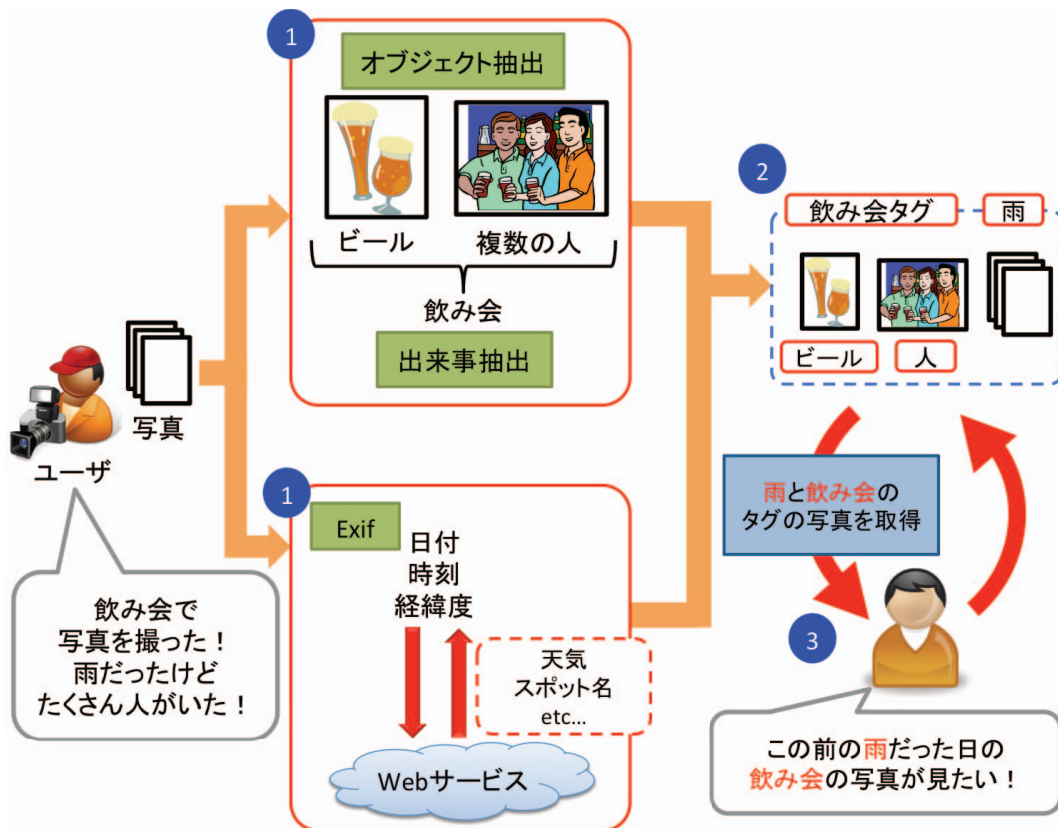 写真
ユーザ
飲み会で
写真を撮った！
雨だったけど
たくさん人がいた！
1
オブジェクト抽出
ビール
複数の人
飲み会
出来事抽出
1
Exif
日付
時刻
経緯度
天気
スポット名
etc...
Webサービス
2
飲み会タグ
雨
ビール
人
雨と飲み会の
タグの写真を取得
3
この前の雨だった日の
飲み会の写真が見たい！